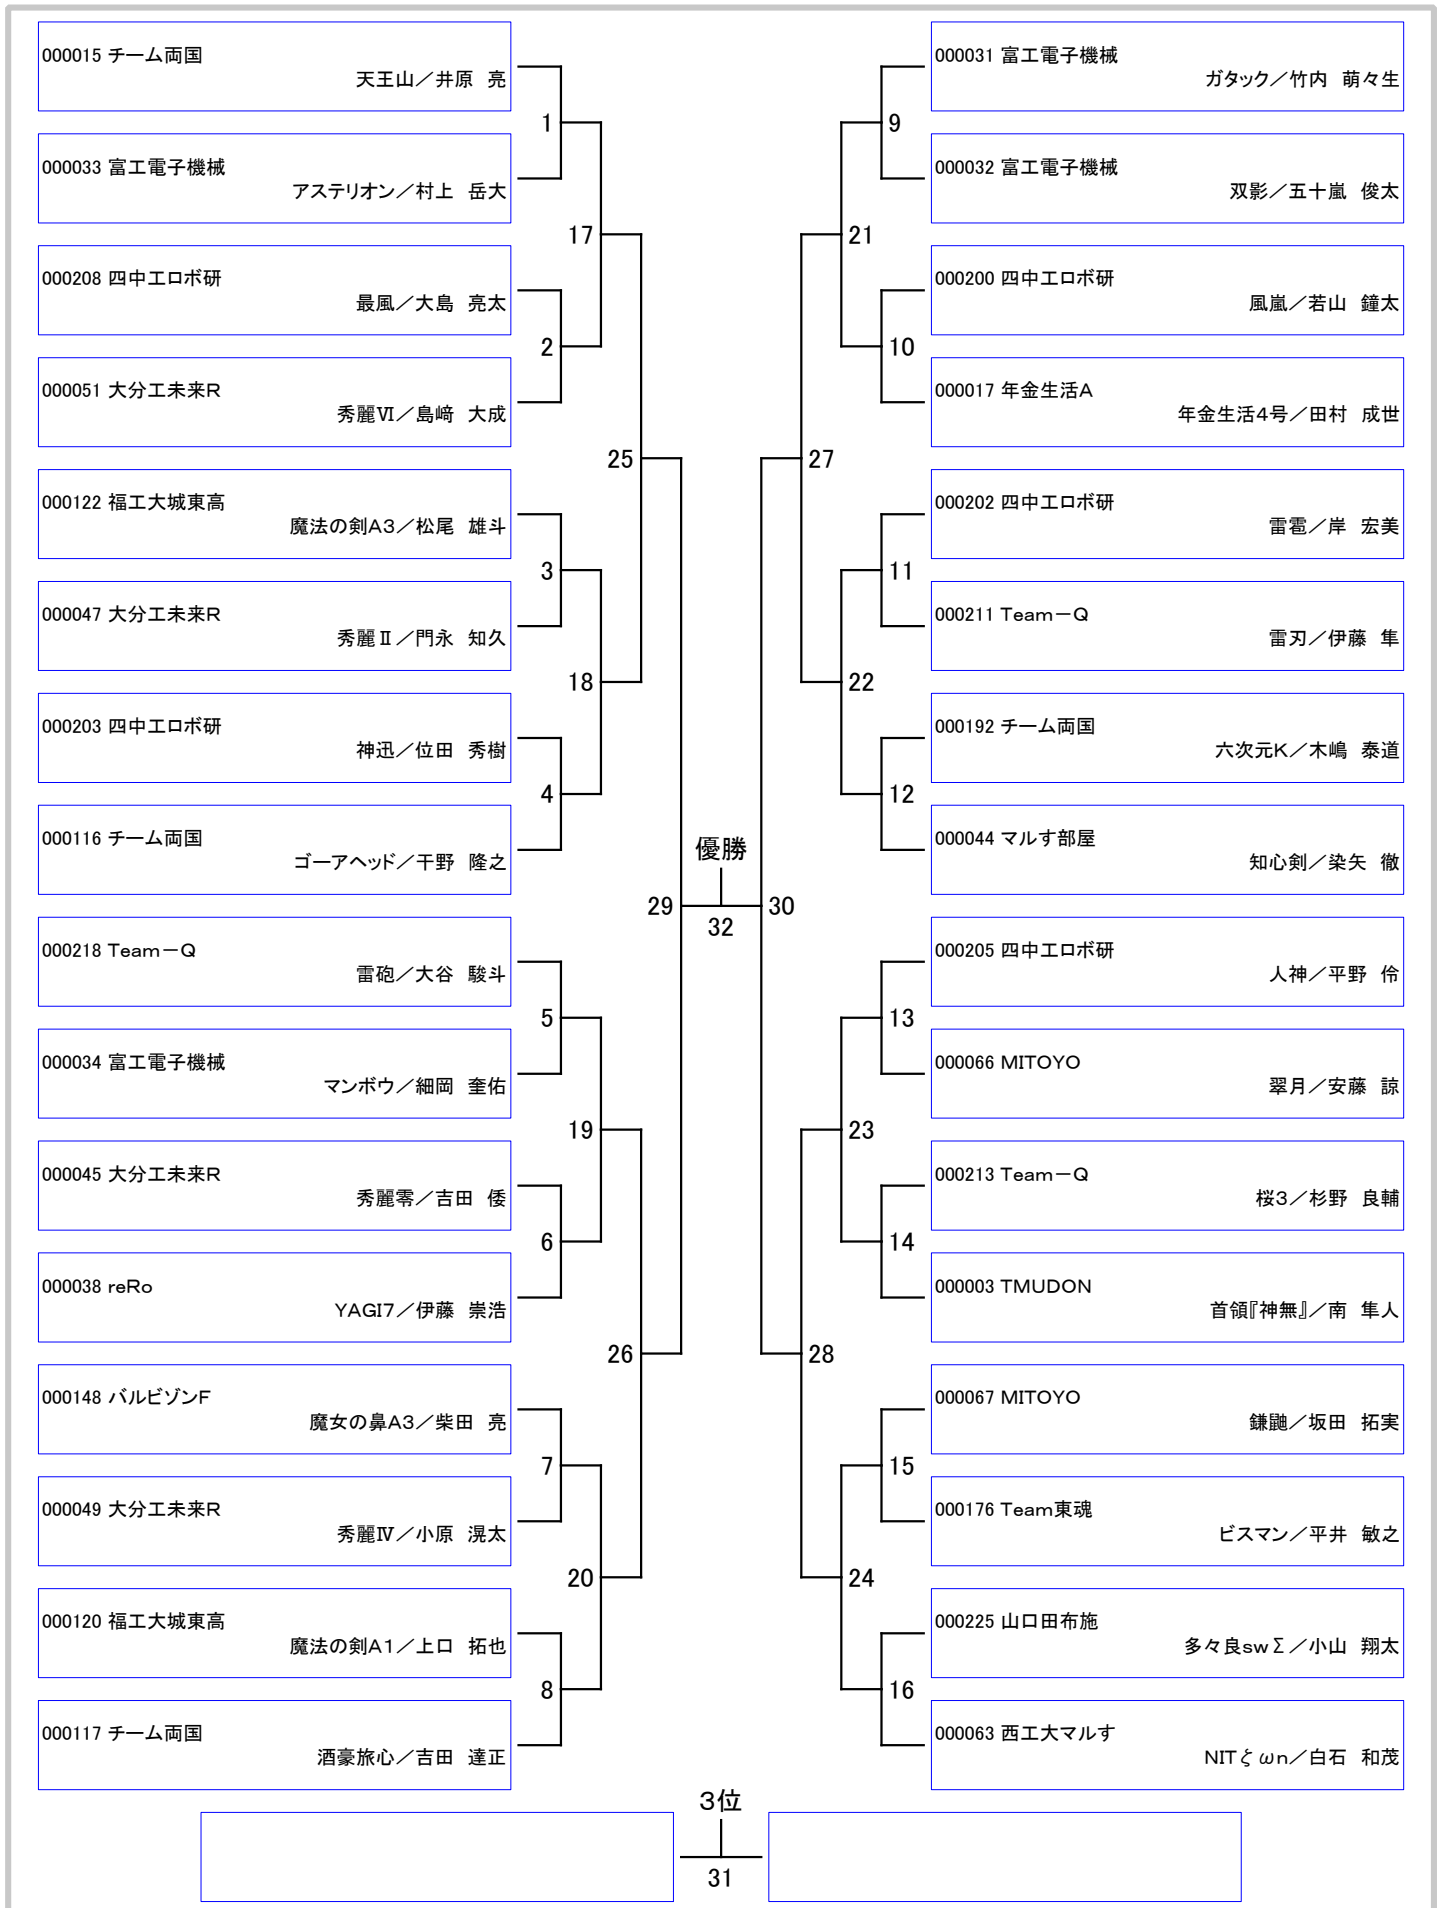 000015 チーム両国
天王山／井原 亮
1
000033 富工電子機械
アステリオン／村上 岳大
17
000208 四中工ロボ研
最風／大島 亮太
2
000051 大分工未来R
秀麗Ⅵ／島﨑 大成
25
000122 福工大城東高
魔法の剣A3／松尾 雄斗
3
000047 大分工未来R
秀麗Ⅱ／門永 知久
18
000203 四中工ロボ研
神迅／位田 秀樹
4
000116 チーム両国
ゴーアヘッド／干野 隆之
29
000218 Team－Q
雷砲／大谷 駿斗
5
000034 富工電子機械
マンボウ／細岡 奎佑
19
000045 大分工未来R
秀麗零／吉田 倭
6
000038 reRo
YAGI7／伊藤 崇浩
26
000148 バルビゾンF
魔女の鼻A3／柴田 亮
7
000049 大分工未来R
秀麗Ⅳ／小原 滉太
20
000120 福工大城東高
魔法の剣A1／上口 拓也
8
000117 チーム両国
酒豪旅心／吉田 達正
優勝
32
000031 富工電子機械
ガタック／竹内 萌々生
9
000032 富工電子機械
双影／五十嵐 俊太
21
000200 四中工ロボ研
風嵐／若山 鐘太
10
000017 年金生活A
年金生活4号／田村 成世
27
000202 四中工ロボ研
雷雹／岸 宏美
11
000211 Team－Q
雷刃／伊藤 隼
22
000192 チーム両国
六次元K／木嶋 泰道
12
000044 マルす部屋
知心剣／染矢 徹
30
000205 四中工ロボ研
人神／平野 伶
13
000066 MITOYO
翠月／安藤 諒
23
000213 Team－Q
桜3／杉野 良輔
14
000003 TMUDON
首領『神無』／南 隼人
28
000067 MITOYO
鎌鼬／坂田 拓実
15
000176 Team東魂
ビスマン／平井 敏之
24
000225 山口田布施
多々良swΣ／小山 翔太
16
000063 西工大マルす
NITζωn／白石 和茂
3位
31